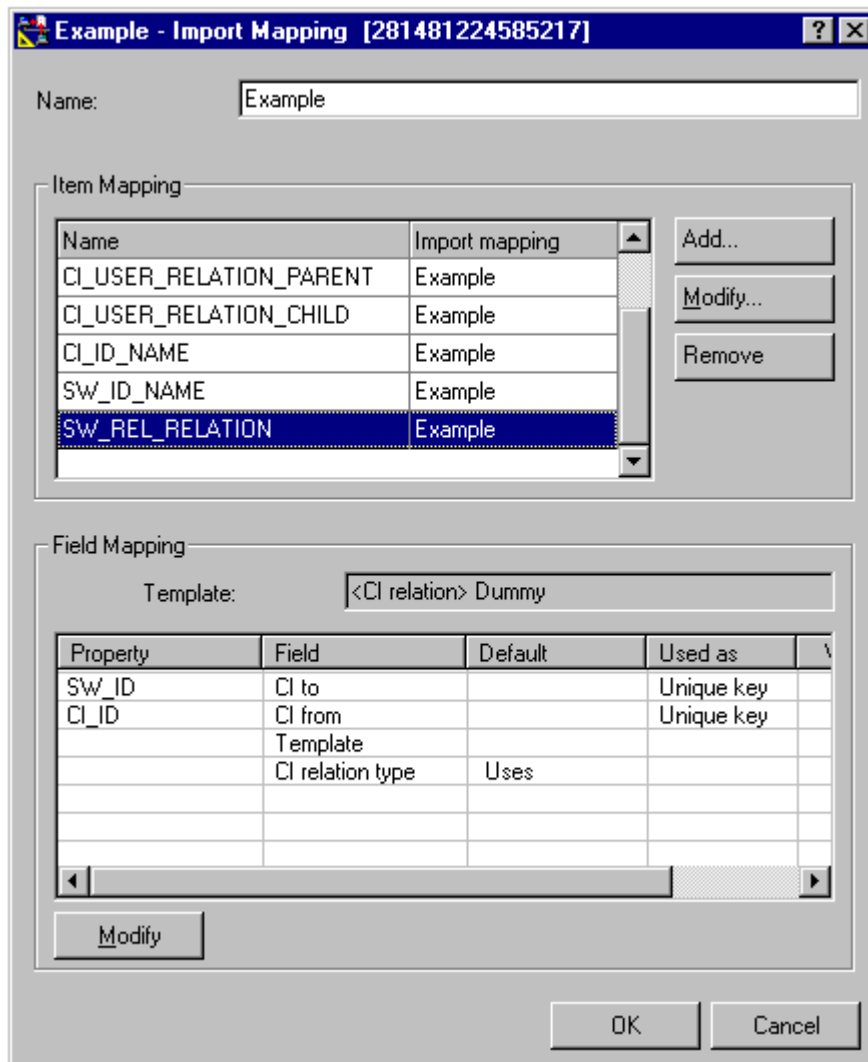 Example - Import Mapping [281481224585217]
Name: Example
Item Mapping
Name Import mapping
CI_USER_RELATION_PARENT Example
CI_USER_RELATION_CHILD Example
CI_ID_NAME Example
SW_ID_NAME Example
SW_REL_RELATION Example
Add...
Modify...
Remove
Field Mapping
Template: <CI relation> Dummy
Property Field Default Used as
SW_ID CI to Unique key
CI_ID CI from Unique key
Template
CI relation type Uses
Modify
OK Cancel